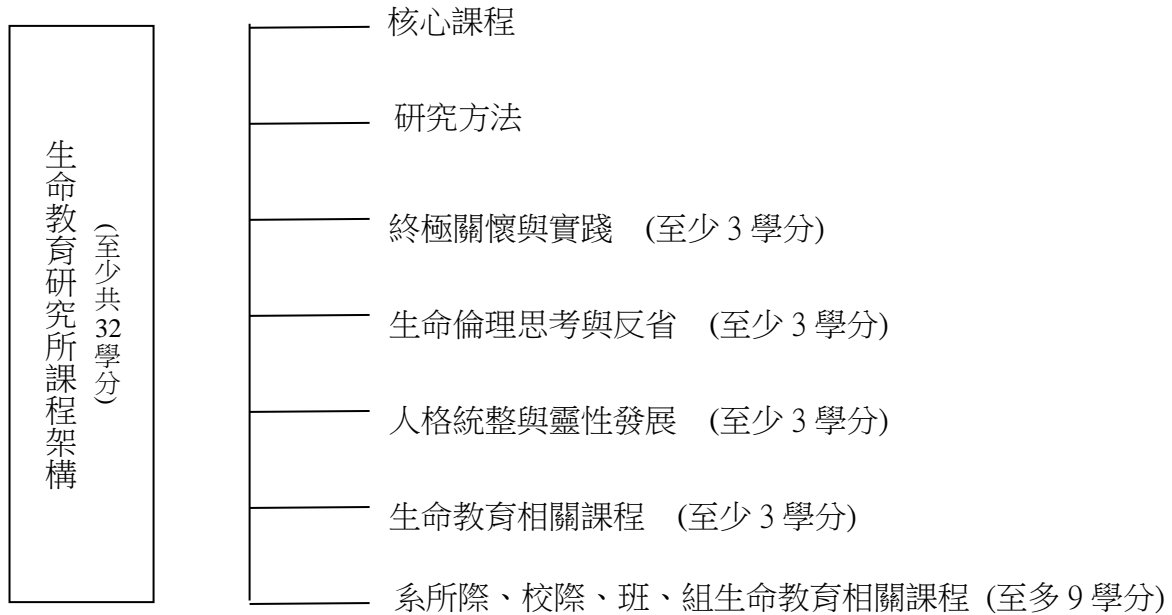 生命教育研究所課程架構
(至少共32學分)
核心課程
研究方法
終極關懷與實踐 (至少3學分)
生命倫理思考與反省 (至少3學分)
人格統整與靈性發展 (至少3學分)
生命教育相關課程 (至少3學分)
系所際、校際、班、組生命教育相關課程 (至多9學分)